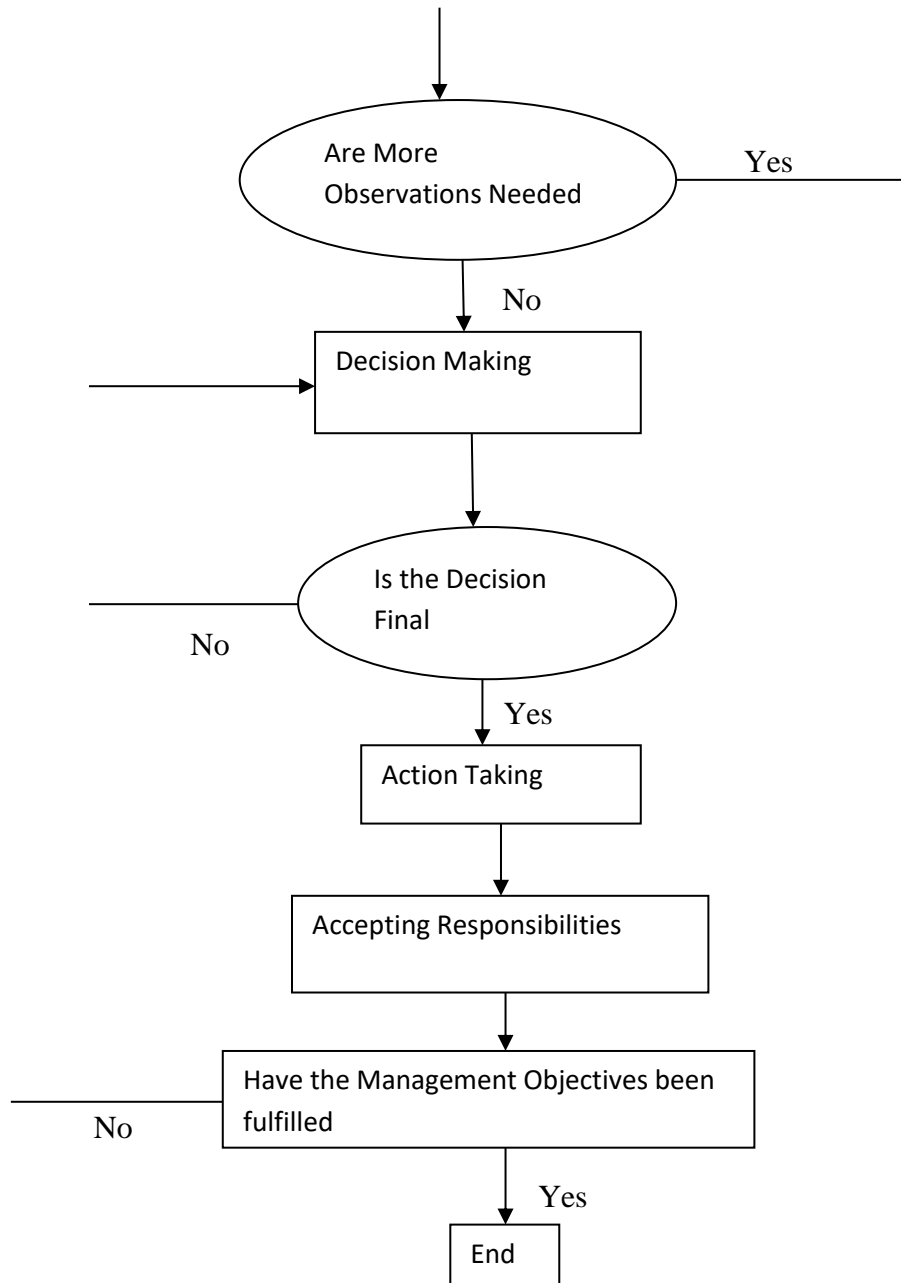 Are More
Observations Needed
Yes
No
Decision Making
Is the Decision
Final
No
Yes
Action Taking
Accepting Responsibilities
Have the Management Objectives been
fulfilled
No
Yes
End